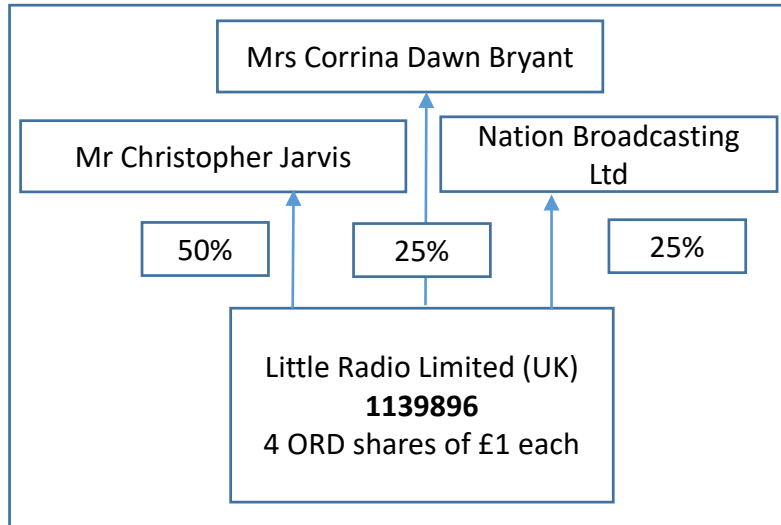 Mrs Corrina Dawn Bryant
Mr Christopher Jarvis
Nation Broadcasting
Ltd
50%
25%
25%
Little Radio Limited (UK)
1139896
4 ORD shares of £1 each